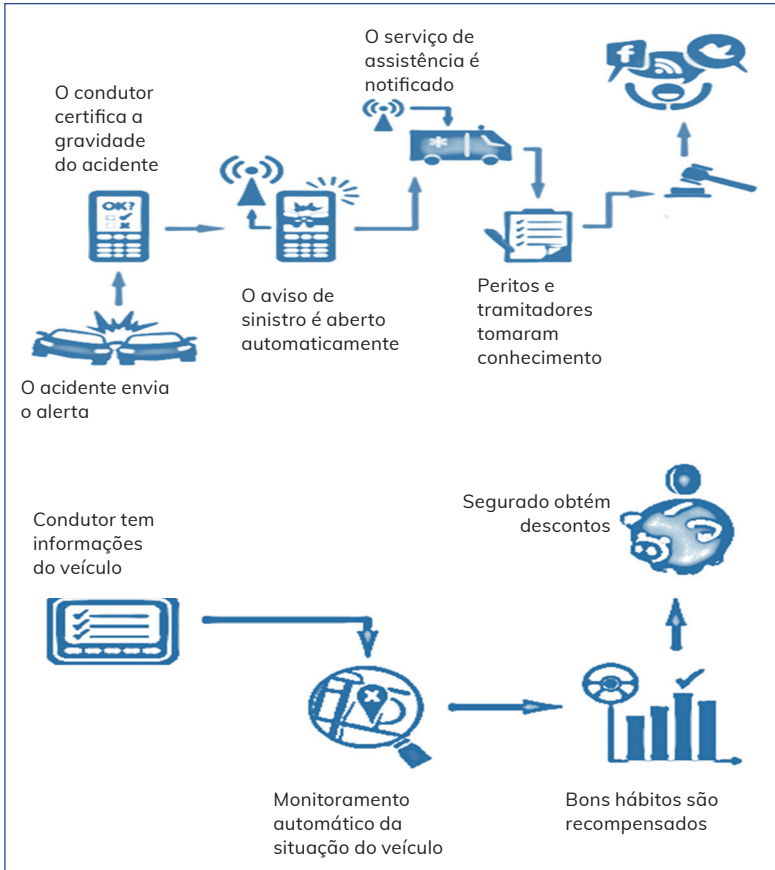 O serviço de
assistência é
notificado
O condutor
certifica a
gravidade
do acidente
f
OK?
O aviso de
sinistro é aberto
automaticamente
Peritos e
tramitadores
tomaram
conhecimento
O acidente envia
o alerta
Condutor tem
informações
do veículo
Segurado obtém
descontos
Monitoramento
automático da
situação do veículo
Bons hábitos são
recompensados